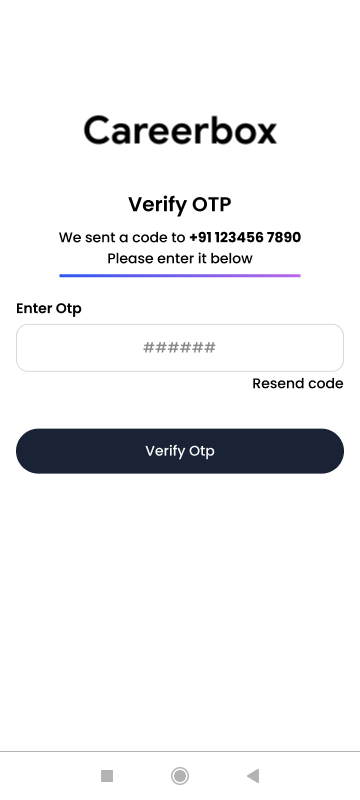 Careerbox
Verify OTP
We sent a code to +91 123456 7890
Please enter it below
Enter Otp
######
Resend code
Verify Otp